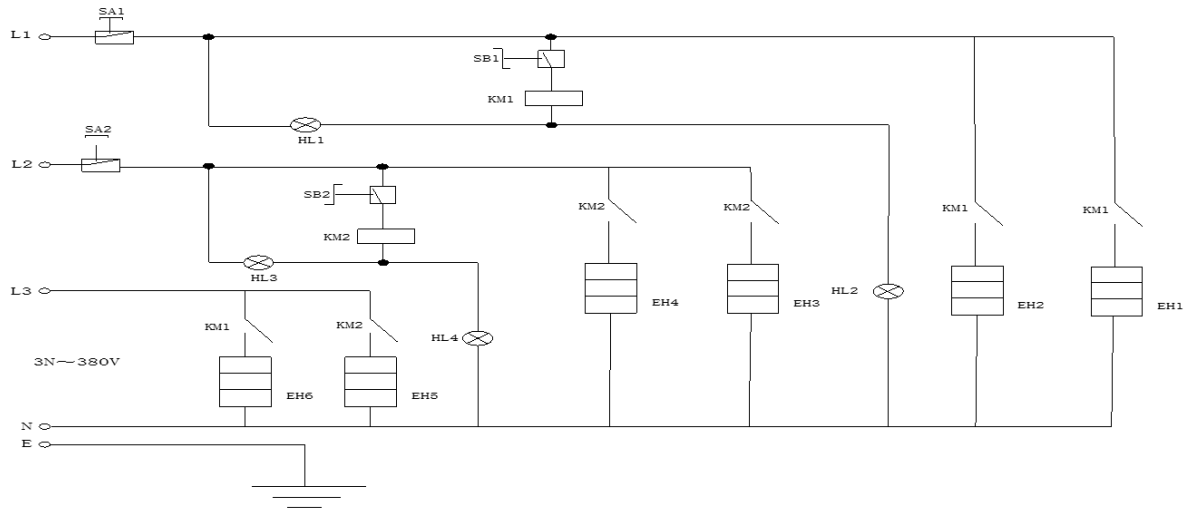 SA1
L1
SB1
KM1
HL1
SA2
L2
SB2
KM2
HL3
KM2
KM2
KM1
KM1
EH4
EH3
HL2
EH2
EH1
L3
KM1
KM2
HL4
3N～380V
EH6
EH5
N
E